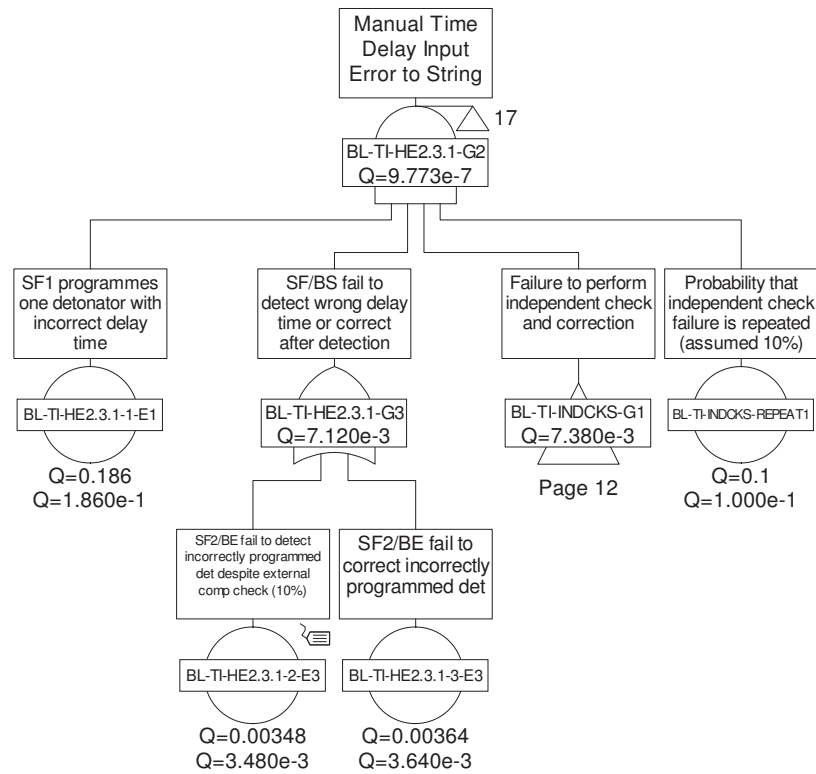 Manual Time
Delay Input
Error to String
17
BL-TI-HE2.3.1-G2
Q=9.773e-7
SF1 programmes
one detonator with
incorrect delay
time
BL-TI-HE2.3.1-1-E1
Q=0.186
Q=1.860e-1
SF/BS fail to
detect wrong delay
time or correct
after detection
BL-TI-HE2.3.1-G3
Q=7.120e-3
Failure to perform
independent check
and correction
BL-TI-INDCKS-G1
Q=7.380e-3
Page 12
Probability that
independent check
failure is repeated
(assumed 10%)
BL-TI-INDCKS-REPEAT1
Q=0.1
Q=1.000e-1
SF2/BE fail to detect
incorrectly programmed
det despite external
comp check (10%)
BL-TI-HE2.3.1-2-E3
Q=0.00348
Q=3.480e-3
SF2/BE fail to
correct incorrectly
programmed det
BL-TI-HE2.3.1-3-E3
Q=0.00364
Q=3.640e-3